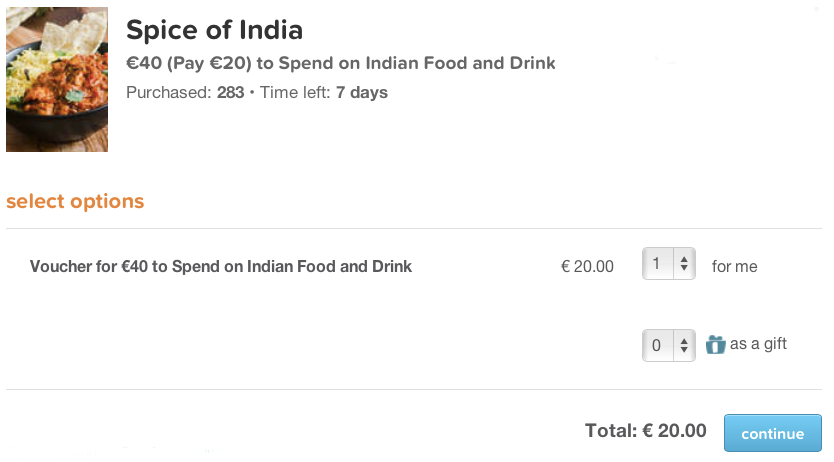 Spice of India
€40 (Pay €20) to Spend on Indian Food and Drink
Purchased: 283 • Time left: 7 days
select options
Voucher for €40 to Spend on Indian Food and Drink € 20.00 1 for me
0 as a gift
Total: € 20.00 continue